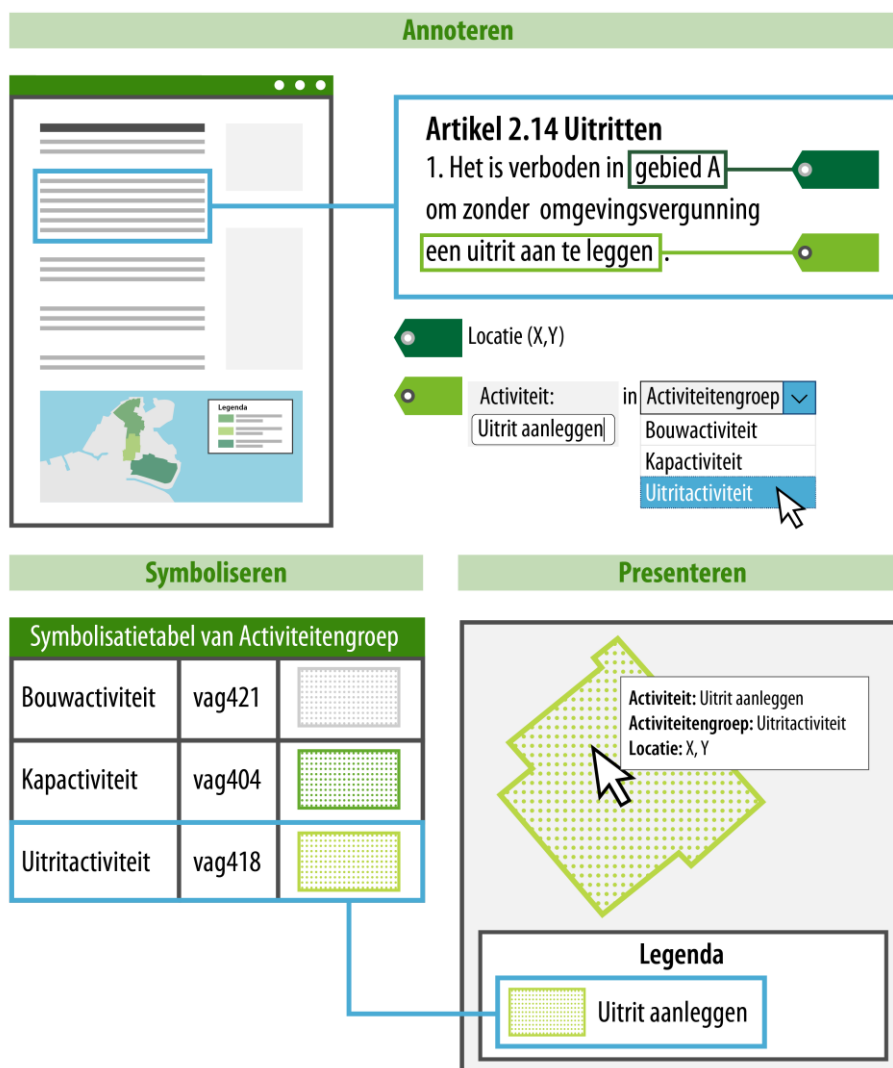 Annoteren
Artikel 2.14 Uitritten
1. Het is verboden in gebied A
om zonder omgevingsvergunning
een uitrit aan te leggen .
Legenda
Locatie (X,Y)
Activiteit:
Uitrit aanleggen
in Activiteitengroep
Bouwactiviteit
Kapactiviteit
Uitritactiviteit
Symboliseren
Symbolisatietabel van Activiteitengroep
Bouwactiviteit vag421
Kapactiviteit vag404
Uitritactiviteit vag418
Presenteren
Activiteit: Uitrit aanleggen
Activiteitengroep: Uitritactiviteit
Locatie: X, Y
Legenda
Uitrit aanleggen